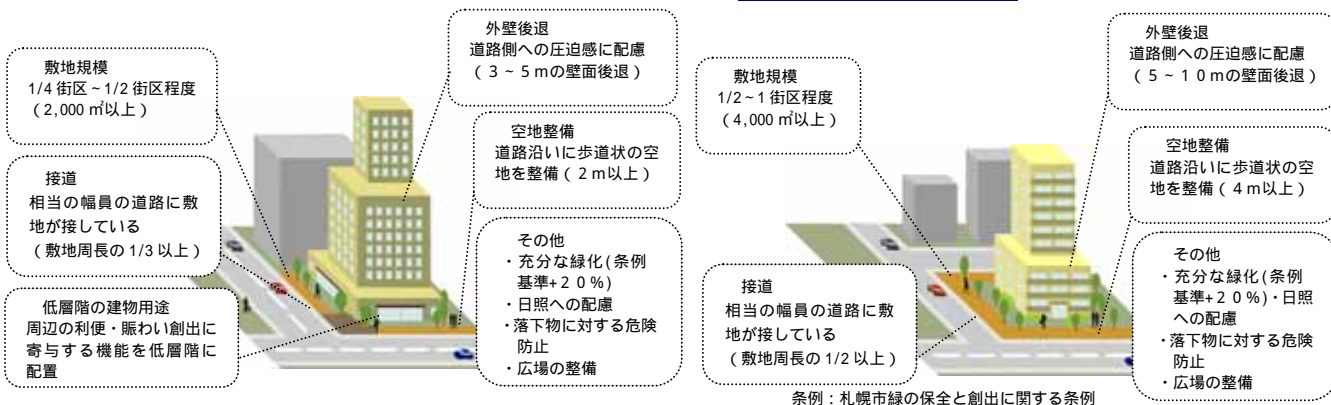 敷地規模
1/4 街区～1/2 街区程度
(2,000 ㎡以上)
接道
相当の幅員の道路に敷
地が接している
(敷地周長の 1/3 以上)
低層階の建物用途
周辺の利便・賑わい創出に
寄与する機能を低層階に
配置
外壁後退
道路側への圧迫感に配慮
(3～5mの壁面後退)
空地整備
道路沿いに歩道状の空
地を整備(2m以上)
その他
・充分な緑化(条例
基準+20%)
・日照への配慮
・落下物に対する危険
防止
・広場の整備
敷地規模
1/2～1 街区程度
(4,000 ㎡以上)
接道
相当の幅員の道路に敷
地が接している
(敷地周長の 1/2 以上)
外壁後退
道路側への圧迫感に配慮
(5～10mの壁面後退)
空地整備
道路沿いに歩道状の空
地を整備(4m以上)
その他
・充分な緑化(条例
基準+20%)・日照
への配慮
・落下物に対する危険
防止
・広場の整備
条例:札幌市緑の保全と創出に関する条例